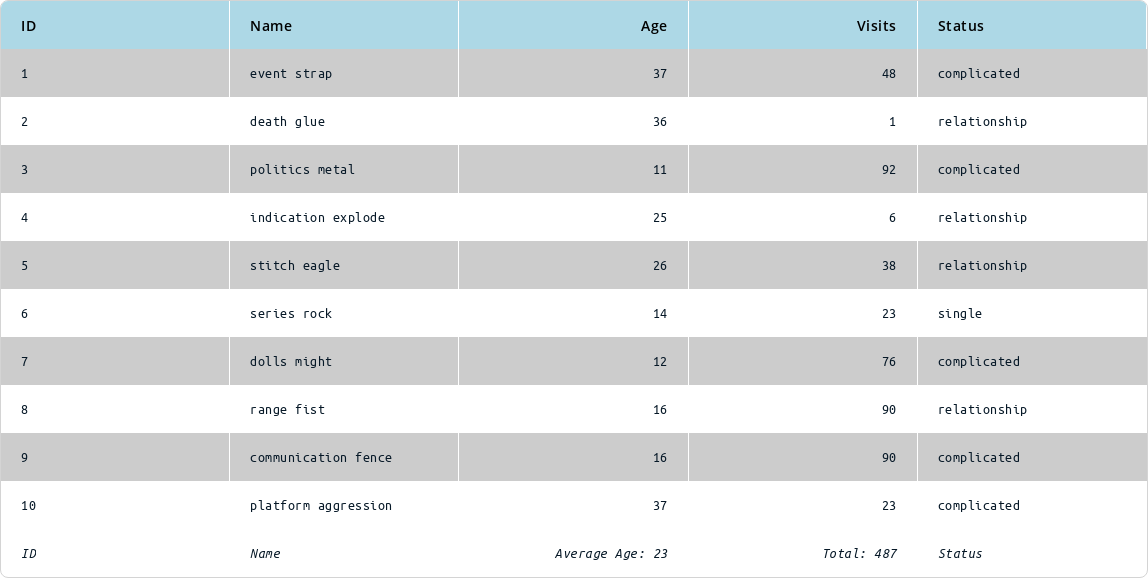 ID Name Age Visits Status
1 event strap 37 48 complicated
2 death glue 36 1 relationship
3 politics metal 11 92 complicated
4 indication explode 25 6 relationship
5 stitch eagle 26 38 relationship
6 series rock 14 23 single
7 dolls might 12 76 complicated
8 range fist 16 90 relationship
9 communication fence 16 90 complicated
10 platform aggression 37 23 complicated
ID Name Average Age: 23 Total: 487 Status